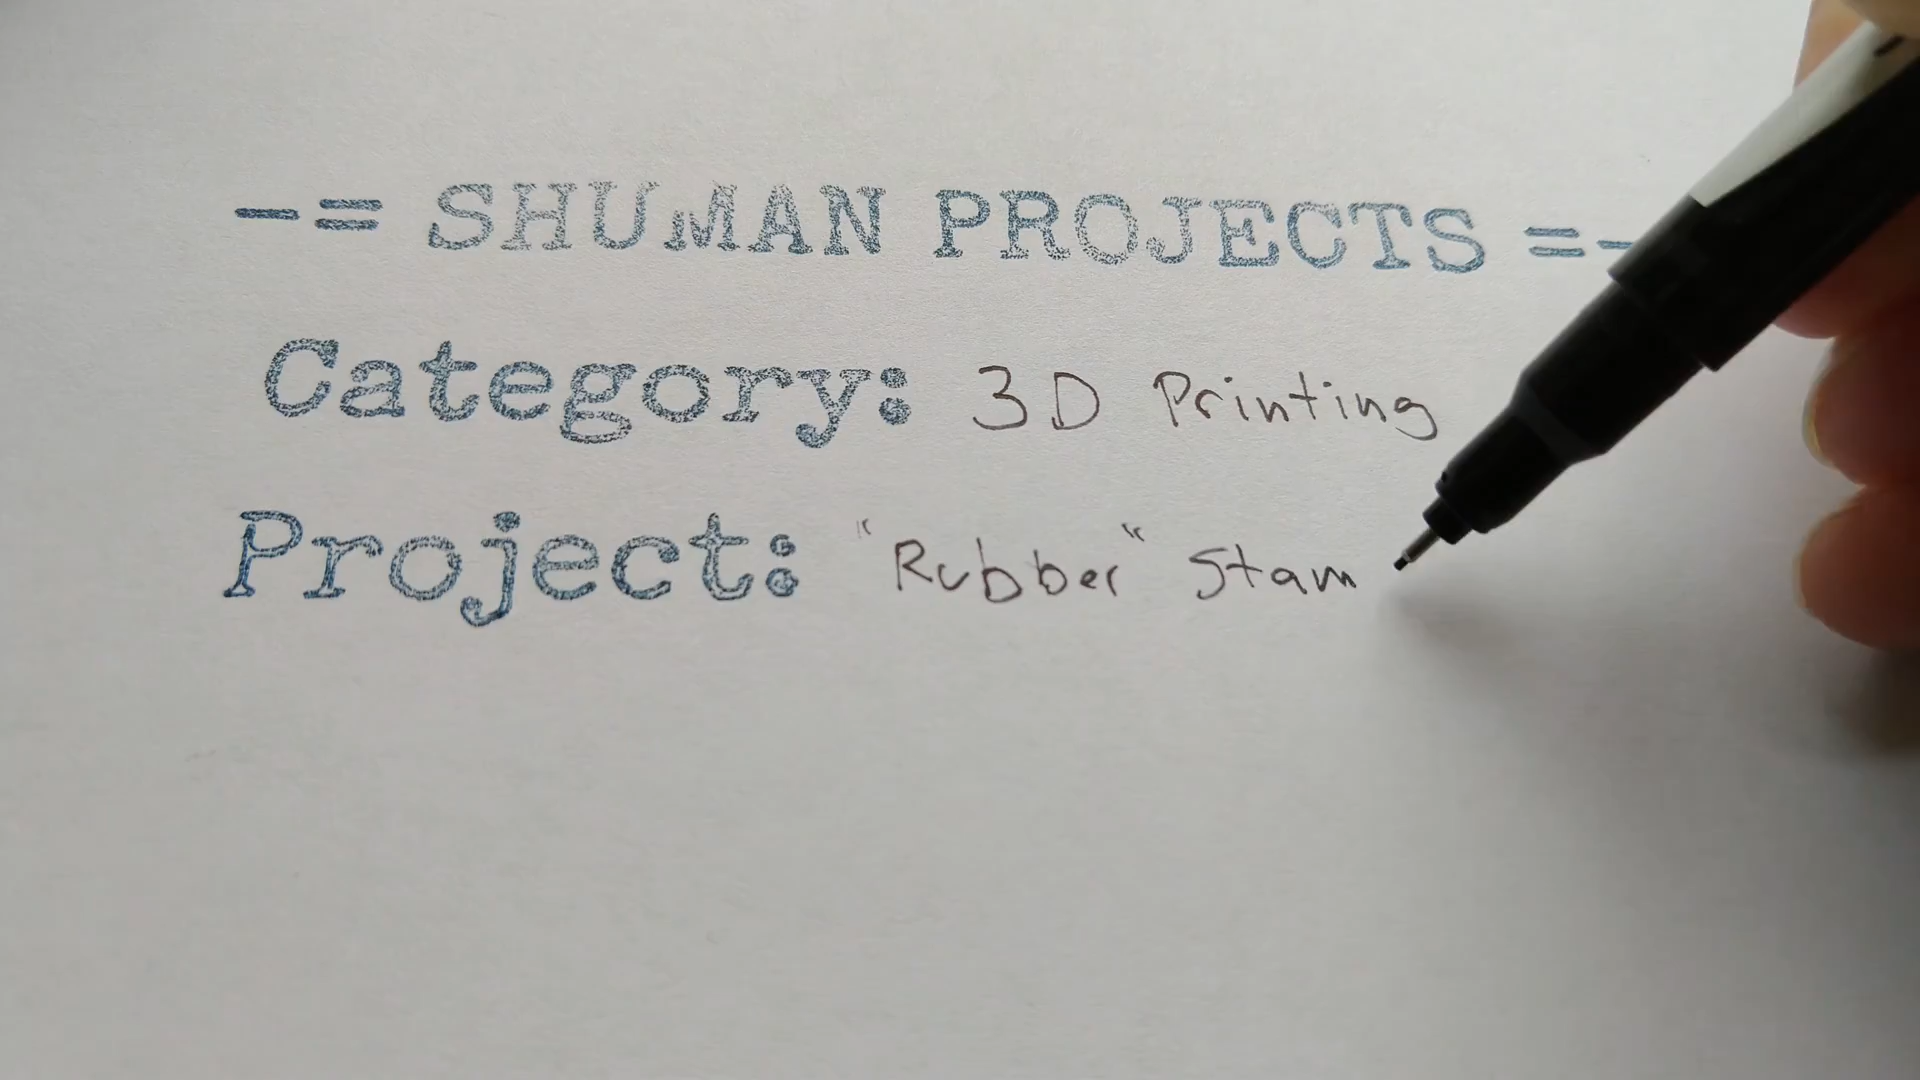 -= SHUMAN PROJECTS =-
Category: 3D Printing
Project: "Rubber" Stam